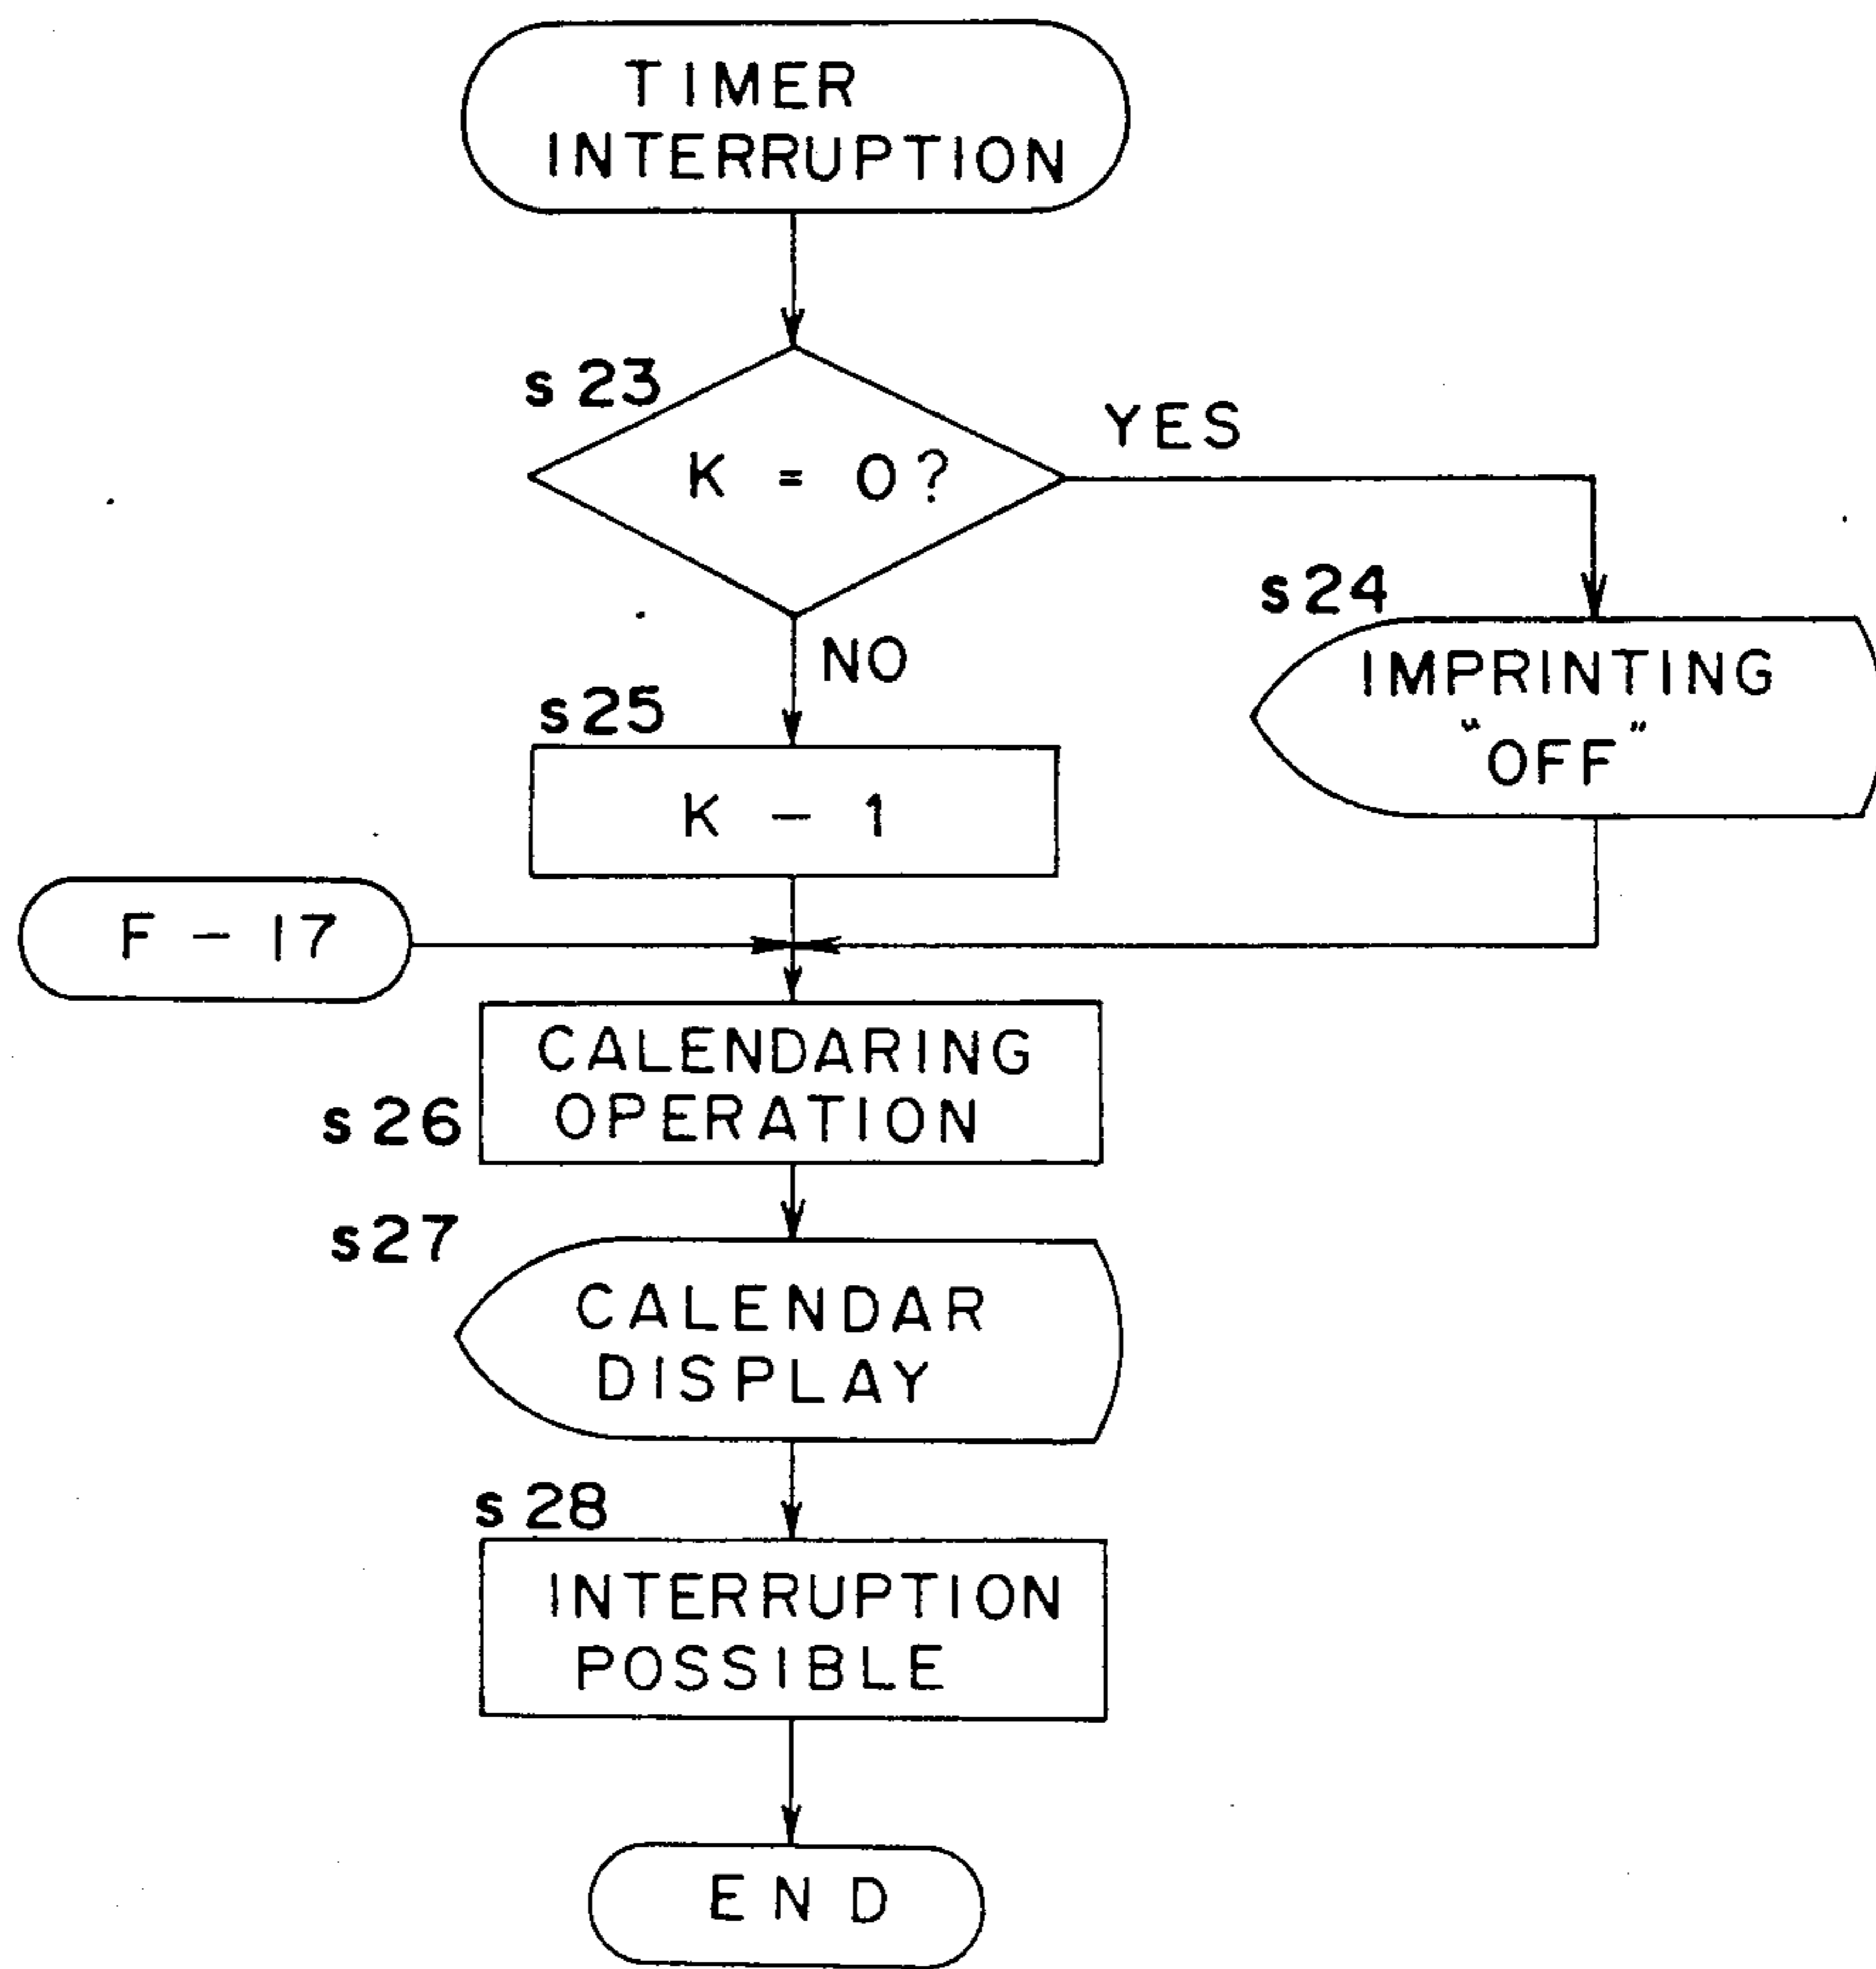 TIMER
INTERRUPTION
s23
K = 0?
YES
s24
NO
IMPRINTING
"OFF"
s25
K - 1
F - 17
CALENDARING
OPERATION
s26
s27
CALENDAR
DISPLAY
s28
INTERRUPTION
POSSIBLE
END